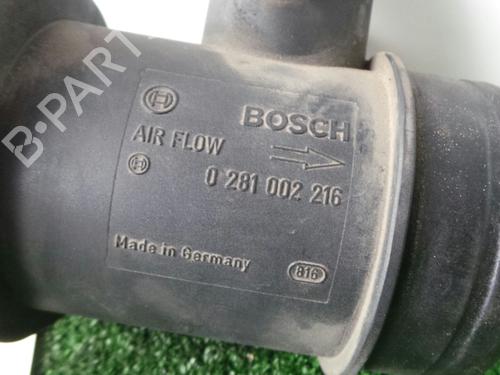 B-PARTS
BOSCH
AIR FLOW
0 281 002 216
Made in Germany
816